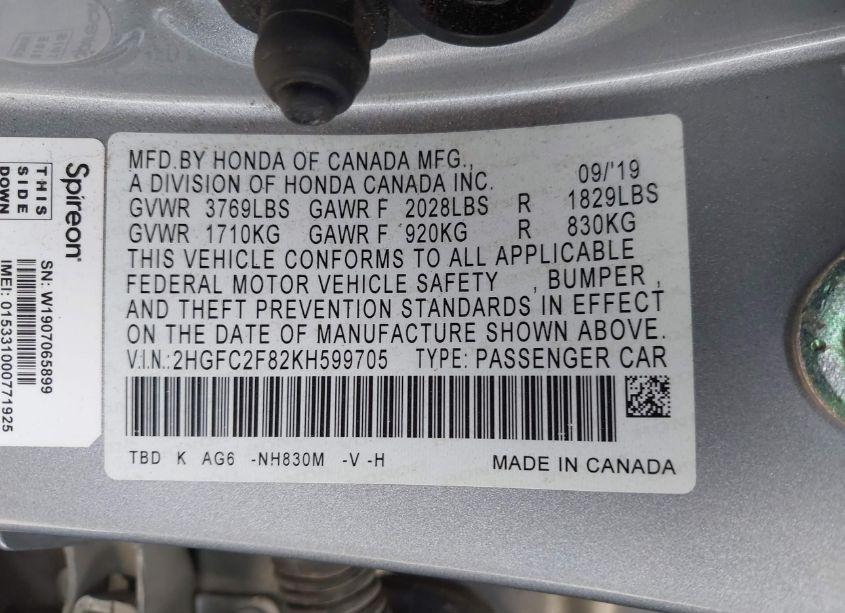 MFD.BY HONDA OF CANADA MFG., 09/'19
A DIVISION OF HONDA CANADA INC.
GVWR 3769LBS GAWR F 2028LBS R 1829LBS
GVWR 1710KG GAWR F 920KG R 830KG
THIS VEHICLE CONFORMS TO ALL APPLICABLE
FEDERAL MOTOR VEHICLE SAFETY , BUMPER ,
AND THEFT PREVENTION STANDARDS IN EFFECT
ON THE DATE OF MANUFACTURE SHOWN ABOVE.
V.I.N.:2HGFC2F82KH599705 TYPE: PASSENGER CAR
TBD K AG6 -NH830M -V -H MADE IN CANADA
Spireon
THIS
SIDE
DOWN
SN: W1907065899
IMEI: 015331000771925